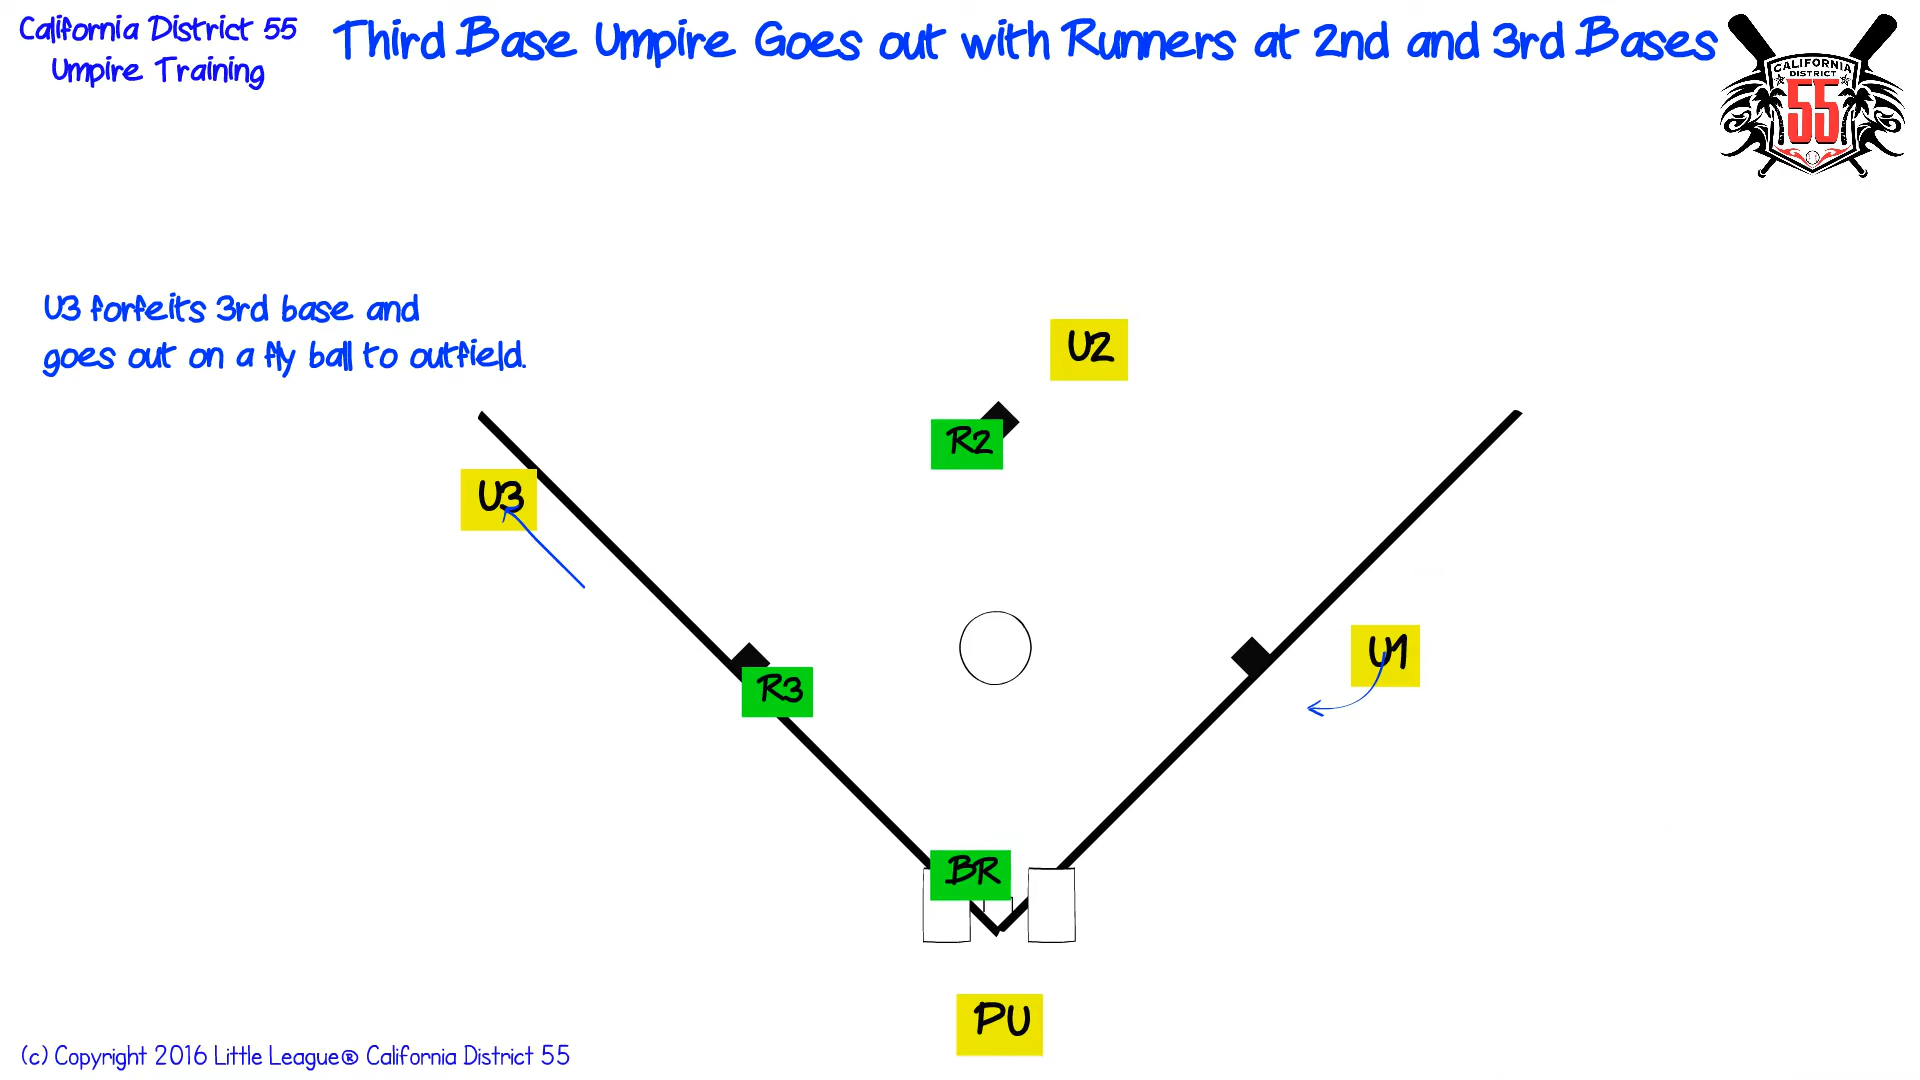 California District 55
Umpire Training
Third Base Umpire Goes out with Runners at 2nd and 3rd Bases
CALIFORNIA
DISTRICT
55
U3 forfeits 3rd base and
goes out on a fly ball to outfield.
U2
R2
U3
U1
R3
BR
PU
(c) Copyright 2016 Little League® California District 55